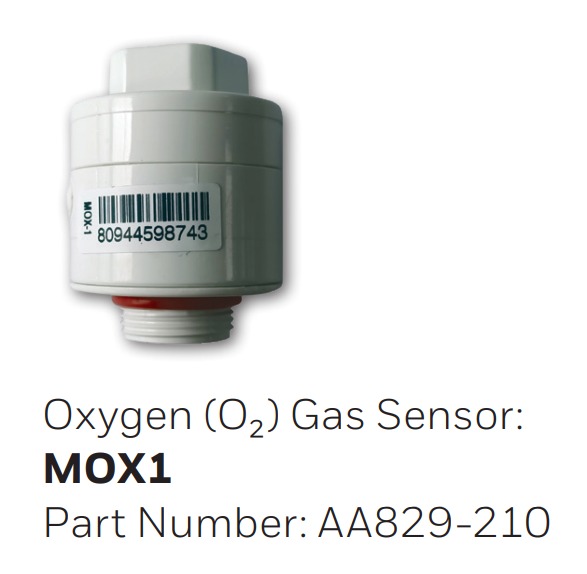 MOX-1
80944598743
Oxygen (O₂) Gas Sensor:
MOX1
Part Number: AA829-210